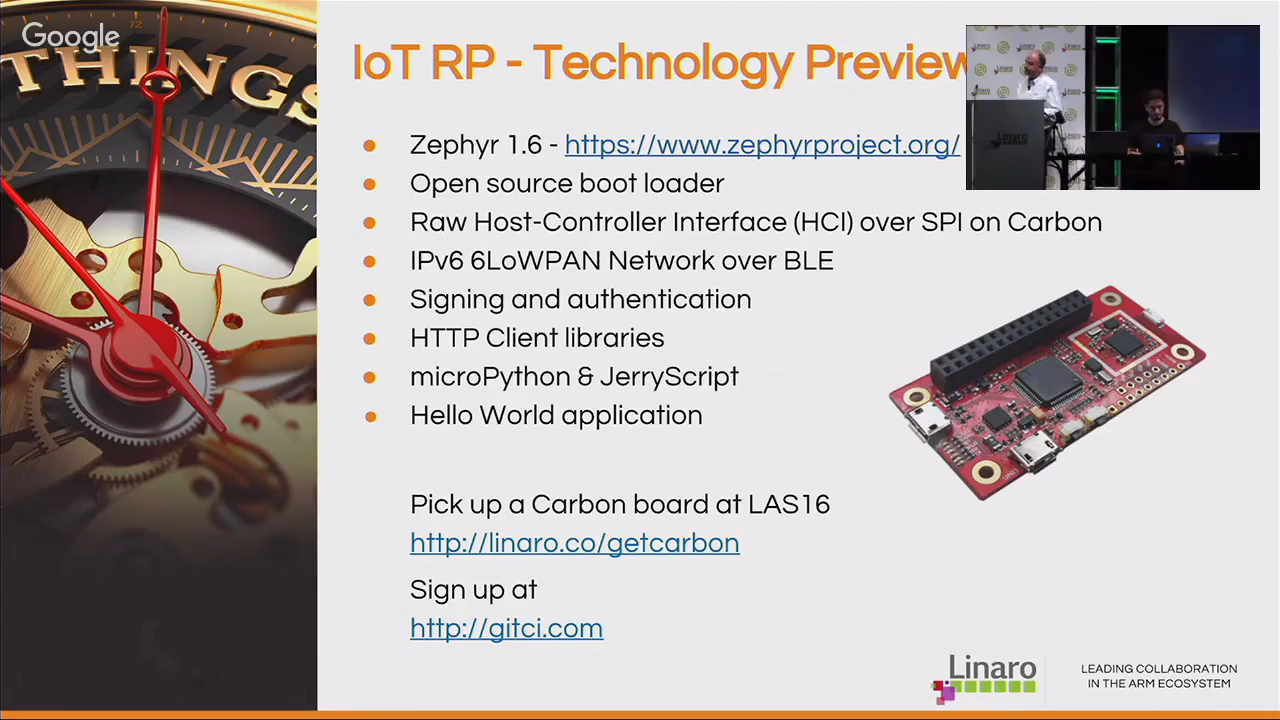 Google
THINGS
IoT RP - Technology Preview
Linaro
Zephyr 1.6 - https://www.zephyrproject.org/
Open source boot loader
Raw Host-Controller Interface (HCI) over SPI on Carbon
IPv6 6LoWPAN Network over BLE
Signing and authentication
HTTP Client libraries
microPython & JerryScript
Hello World application
Pick up a Carbon board at LAS16
http://linaro.co/getcarbon
Sign up at
http://gitci.com
Linaro
LEADING COLLABORATION
IN THE ARM ECOSYSTEM